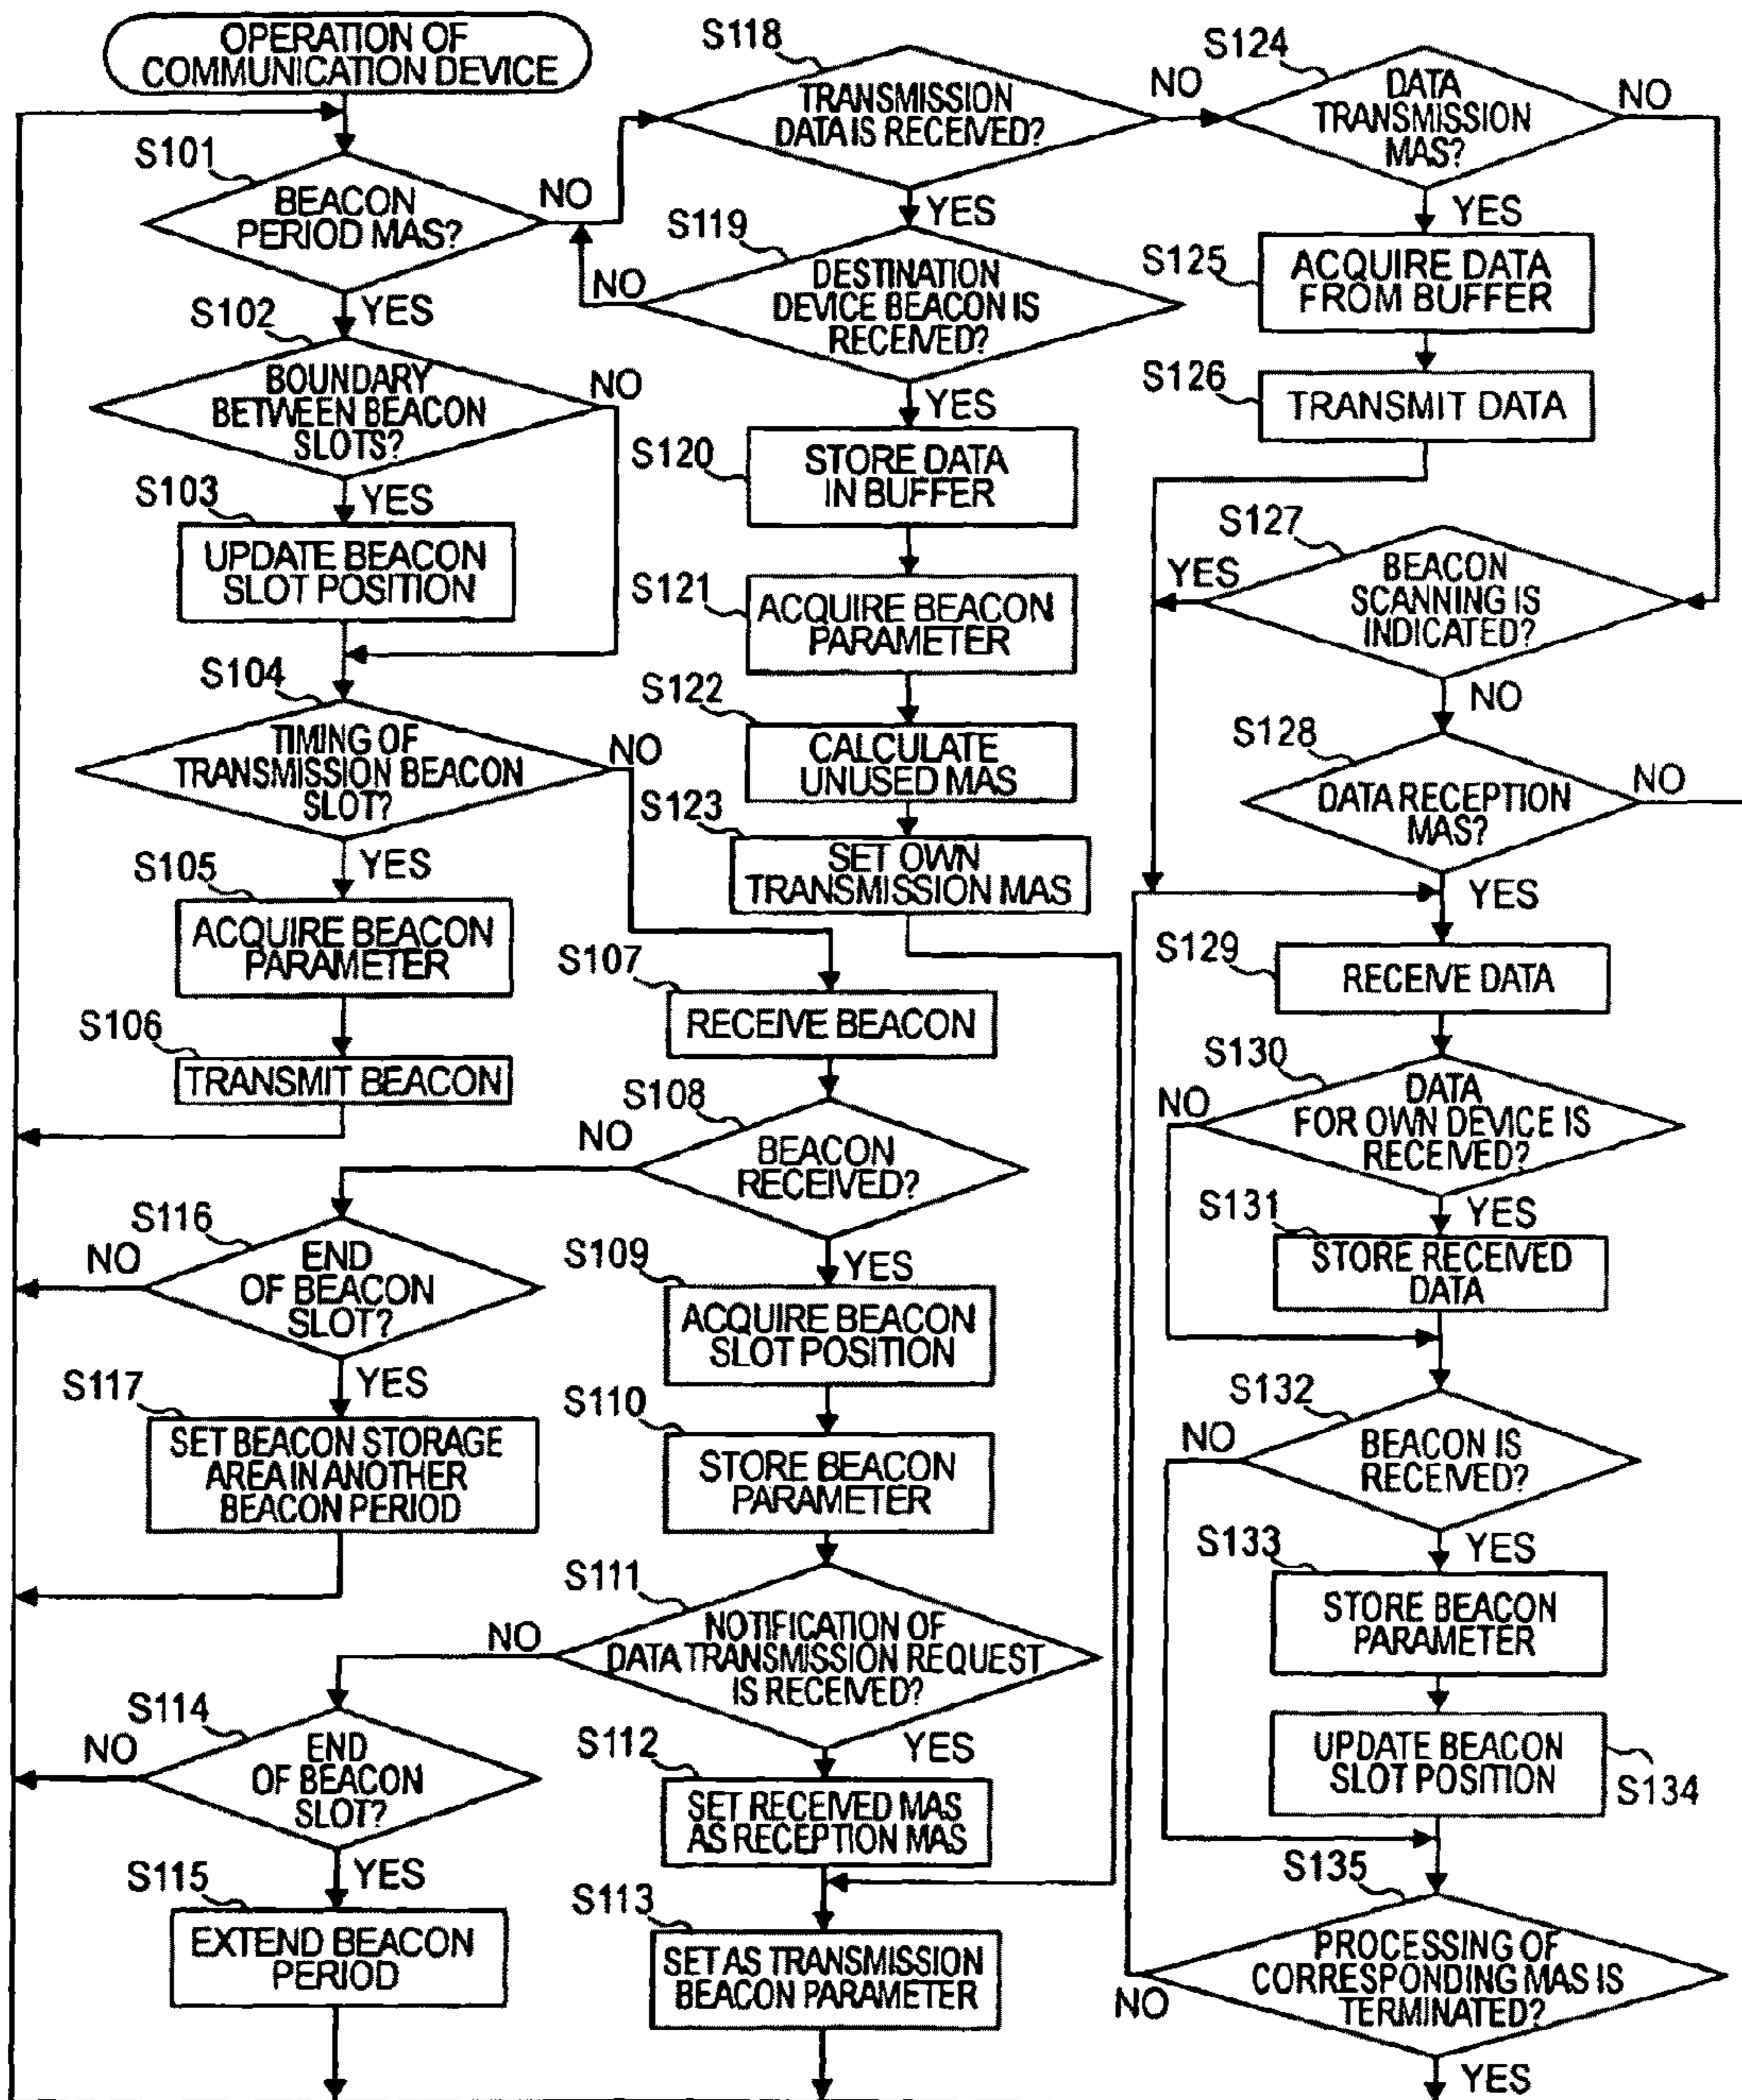 OPERATION OF
COMMUNICATION DEVICE
S101
BEACON
PERIOD MAS?
NO
YES
S102
BOUNDARY
BETWEEN BEACON
SLOTS?
NO
YES
S103
UPDATE BEACON
SLOT POSITION
S104
TIMING OF
TRANSMISSION BEACON
SLOT?
NO
YES
S105
ACQUIRE BEACON
PARAMETER
S106
TRANSMIT BEACON
S107
RECEIVE BEACON
S108
BEACON
RECEIVED?
NO
YES
S109
ACQUIRE BEACON
SLOT POSITION
S110
STORE BEACON
PARAMETER
S111
NOTIFICATION OF
DATA TRANSMISSION REQUEST
IS RECEIVED?
NO
YES
S112
SET RECEIVED MAS
AS RECEPTION MAS
S113
SET AS TRANSMISSION
BEACON PARAMETER
S114
END
OF BEACON
SLOT?
NO
YES
S115
EXTEND BEACON
PERIOD
S116
END
OF BEACON
SLOT?
NO
YES
S117
SET BEACON STORAGE
AREA IN ANOTHER
BEACON PERIOD
S118
TRANSMISSION
DATA IS RECEIVED?
NO
YES
S119
DESTINATION
DEVICE BEACON IS
RECEIVED?
NO
YES
S120
STORE DATA
IN BUFFER
S121
ACQUIRE BEACON
PARAMETER
S122
CALCULATE
UNUSED MAS
S123
SET OWN
TRANSMISSION MAS
S124
DATA
TRANSMISSION
MAS?
NO
YES
S125
ACQUIRE DATA
FROM BUFFER
S126
TRANSMIT DATA
S127
BEACON
SCANNING IS
INDICATED?
YES
NO
S128
DATA RECEPTION
MAS?
NO
YES
S129
RECEIVE DATA
S130
DATA
FOR OWN DEVICE IS
RECEIVED?
NO
YES
S131
STORE RECEIVED
DATA
S132
BEACON IS
RECEIVED?
NO
YES
S133
STORE BEACON
PARAMETER
UPDATE BEACON
SLOT POSITION
S134
S135
PROCESSING OF
CORRESPONDING MAS IS
TERMINATED?
NO
YES